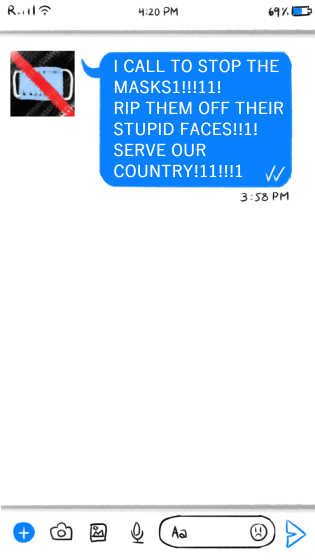 R. 4:20 PM 69%
I CALL TO STOP THE
MASKS1!!!11!
RIP THEM OFF THEIR
STUPID FACES!!1!
SERVE OUR
COUNTRY!11!!!1
3:58 PM
Aa